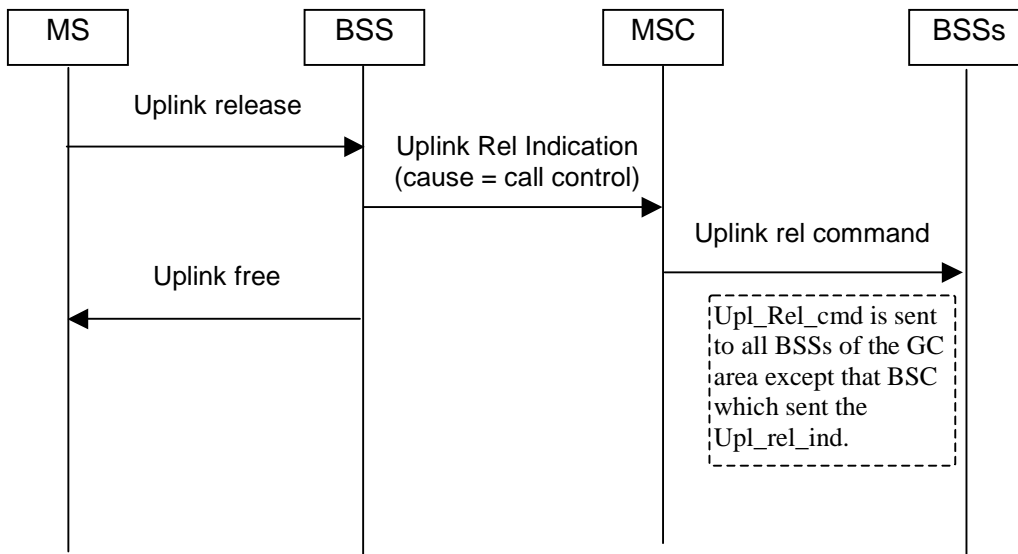 MS
BSS
MSC
BSSs
Uplink release
Uplink Rel Indication
(cause = call control)
Uplink rel command
Uplink free
Upl_Rel_cmd is sent
to all BSSs of the GC
area except that BSC
which sent the
Upl_rel_ind.